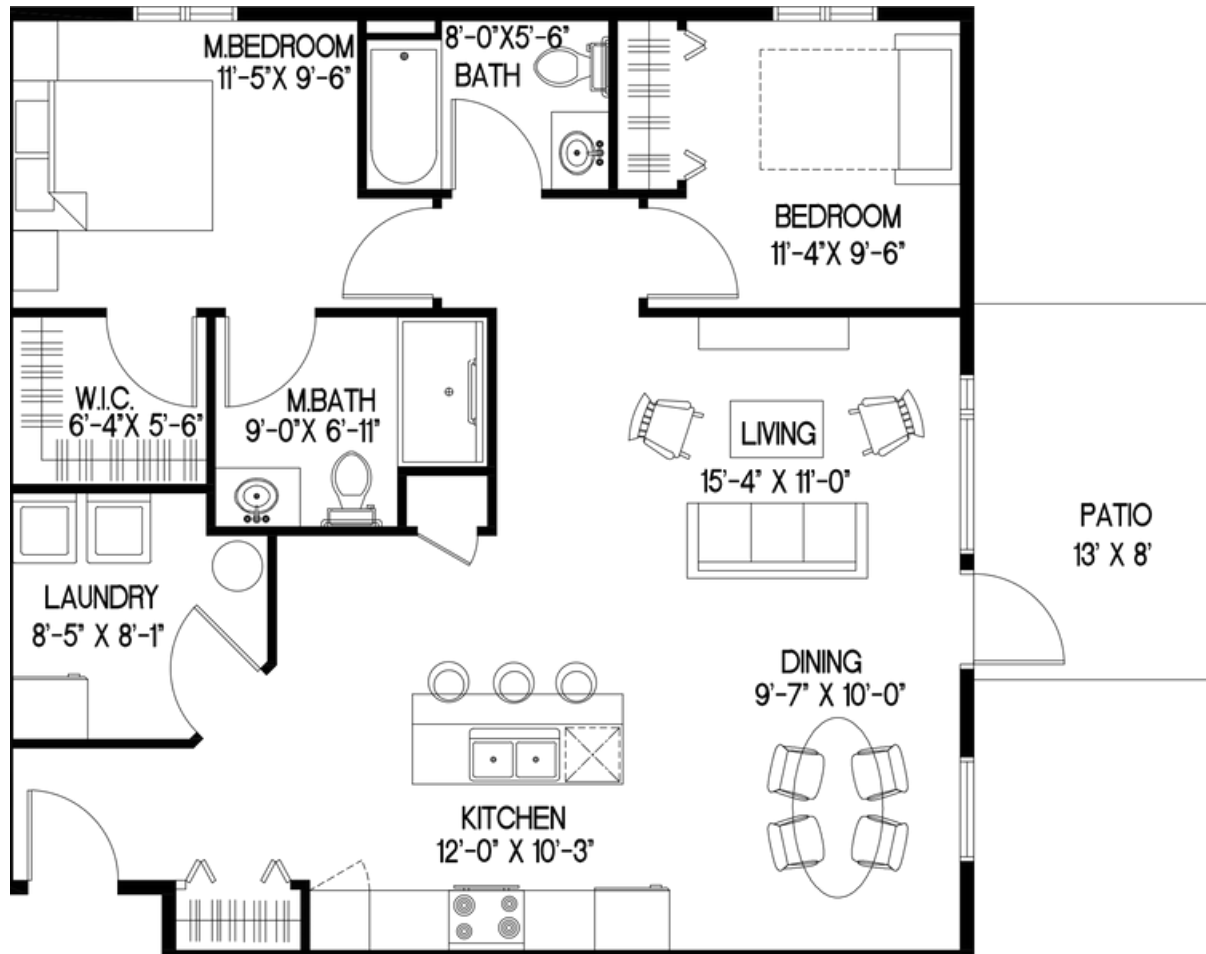 M.BEDROOM
11'-5"X 9'-6"
8'-0"X5'-6"
BATH
BEDROOM
11'-4"X 9'-6"
W.I.C.
6'-4"X 5'-6"
M.BATH
9'-0"X 6'-11"
LIVING
15'-4" X 11'-0"
PATIO
13' X 8'
LAUNDRY
8'-5" X 8'-1"
DINING
9'-7" X 10'-0"
KITCHEN
12'-0" X 10'-3"